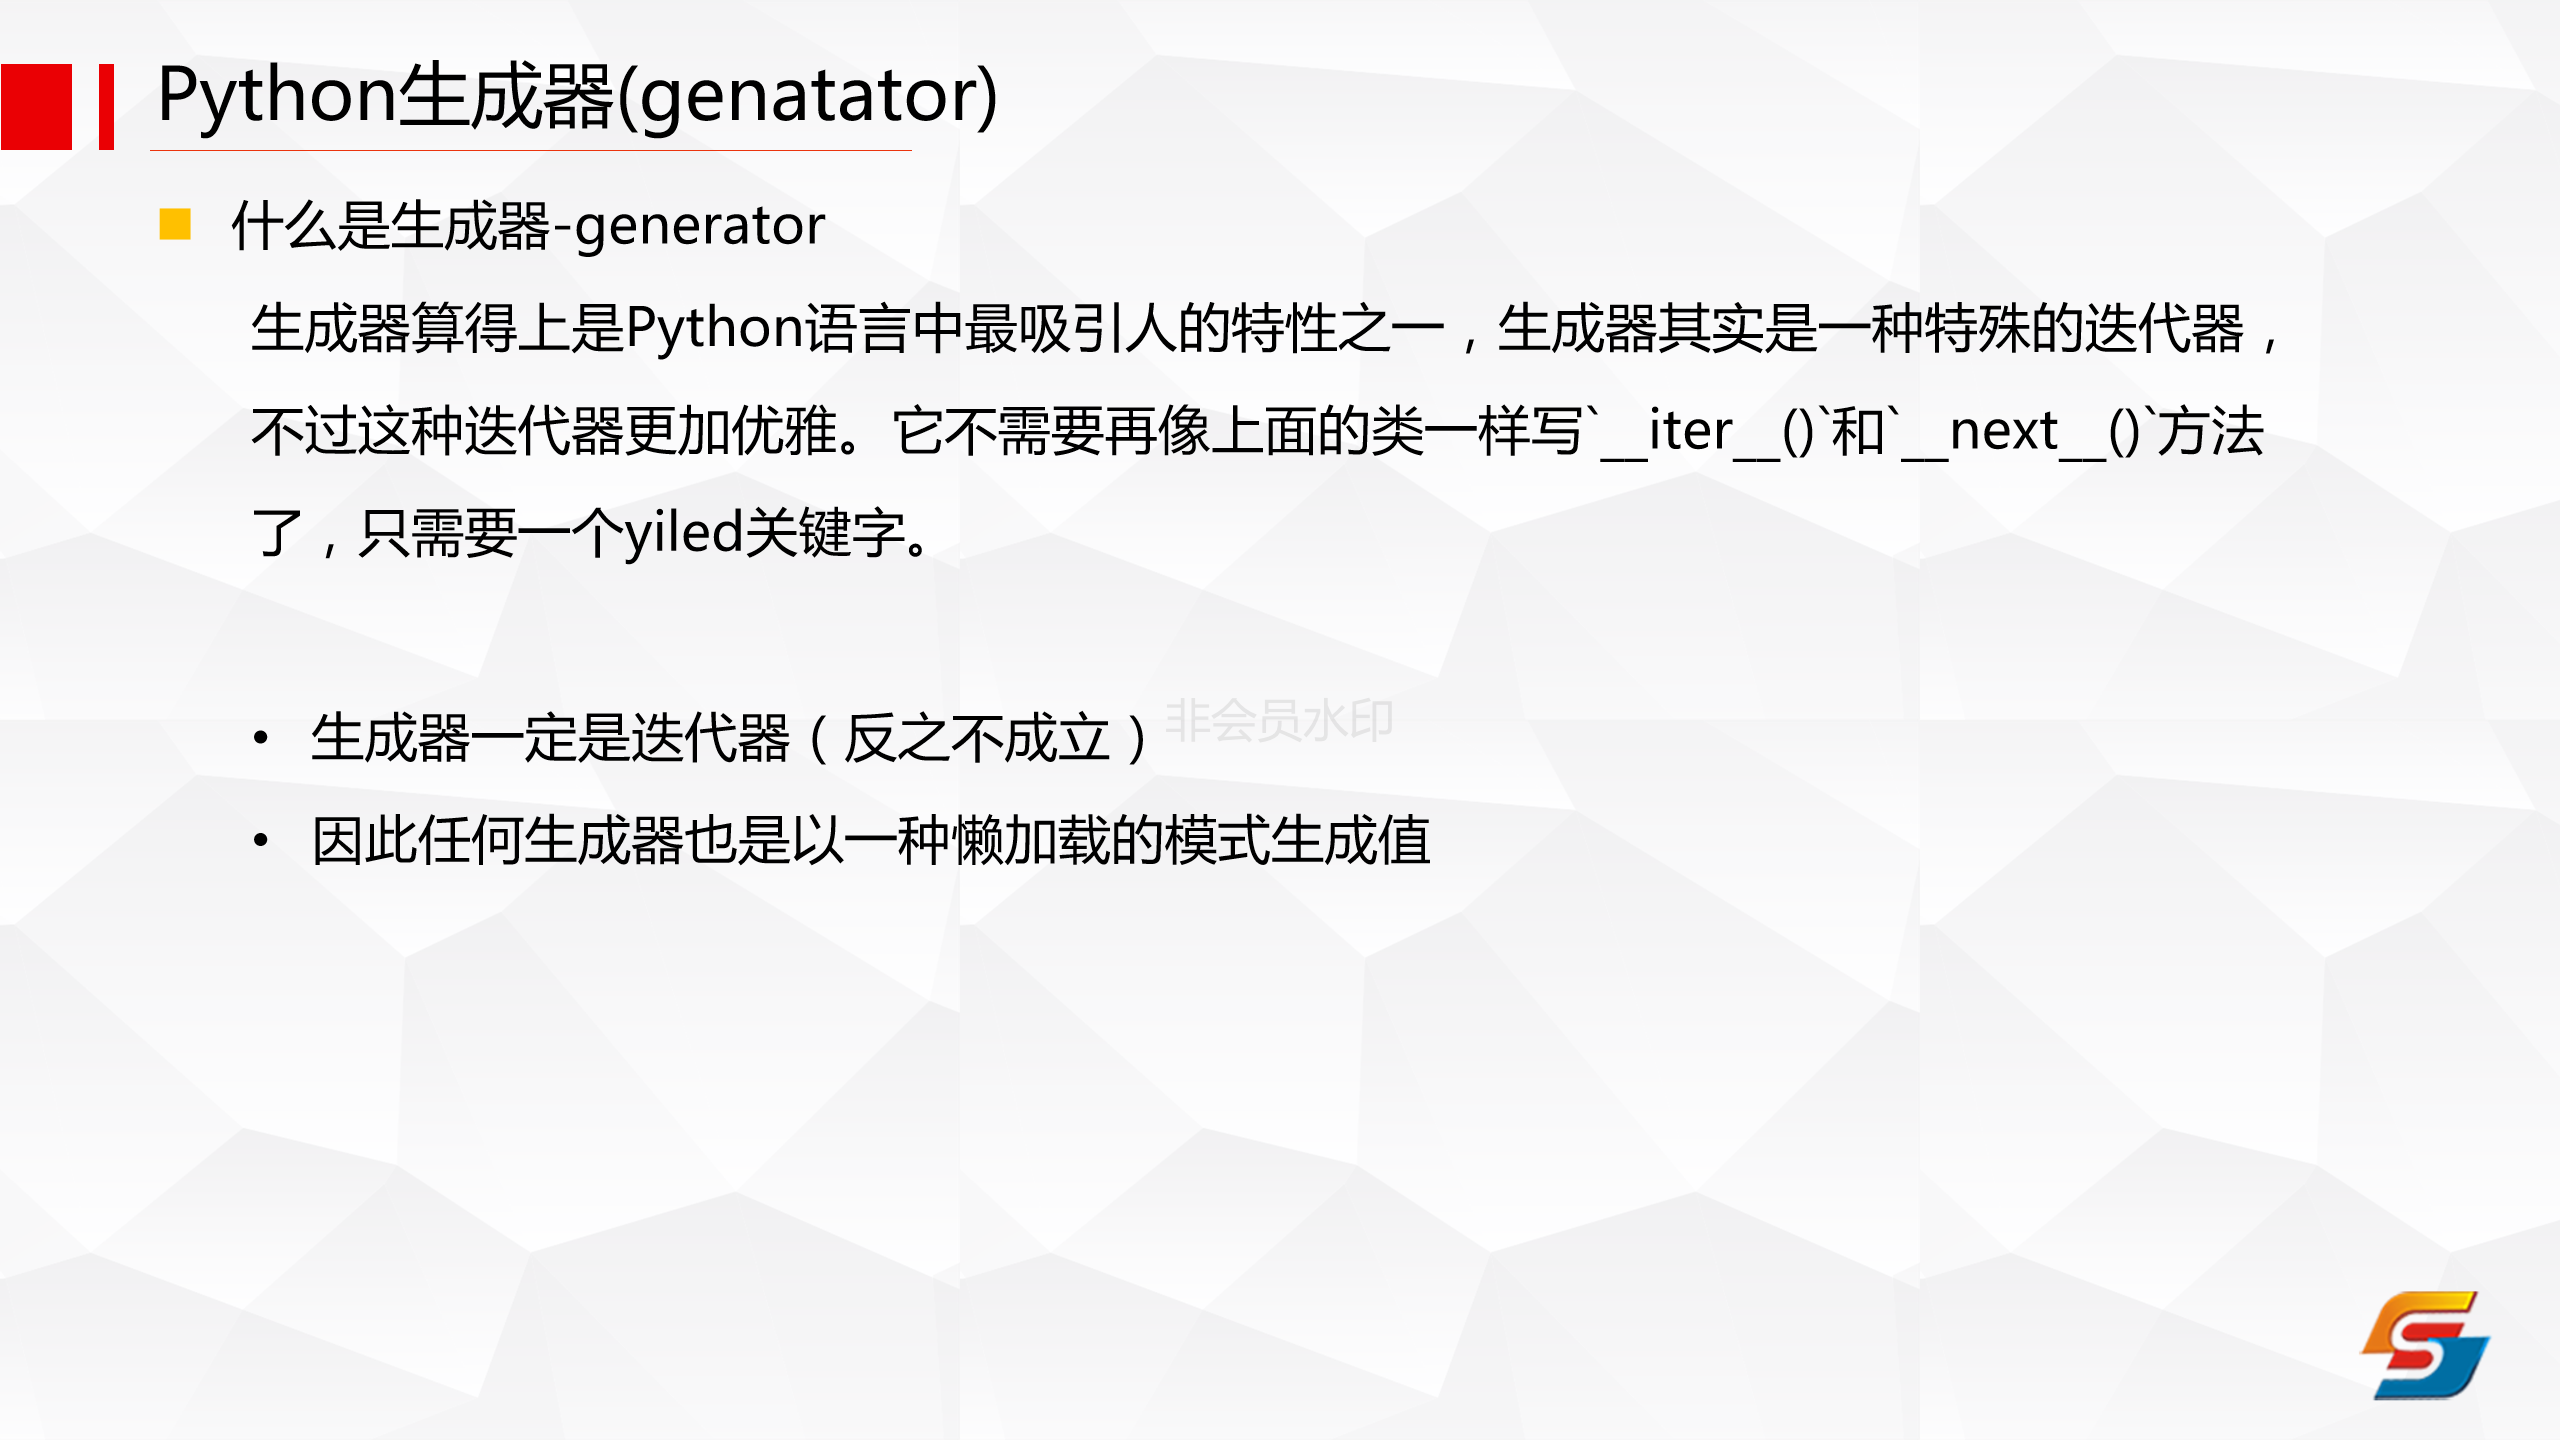 Python生成器(genatator)
什么是生成器-generator
生成器算得上是Python语言中最吸引人的特性之一，生成器其实是一种特殊的迭代器，
不过这种迭代器更加优雅。它不需要再像上面的类一样写`__iter__()`和`__next__()`方法
了，只需要一个yiled关键字。
• 生成器一定是迭代器（反之不成立）
非会员水印
• 因此任何生成器也是以一种懒加载的模式生成值